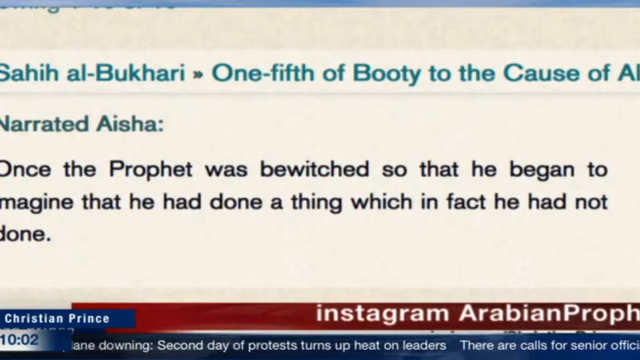 Sahih al-Bukhari » One-fifth of Booty to the Cause of Al
Narrated Aisha:
Once the Prophet was bewitched so that he began to
imagine that he had done a thing which in fact he had not
done.
instagram ArabianProph
Christian Prince
10:02
plane downing: Second day of protests turns up heat on leaders There are calls for senior offici